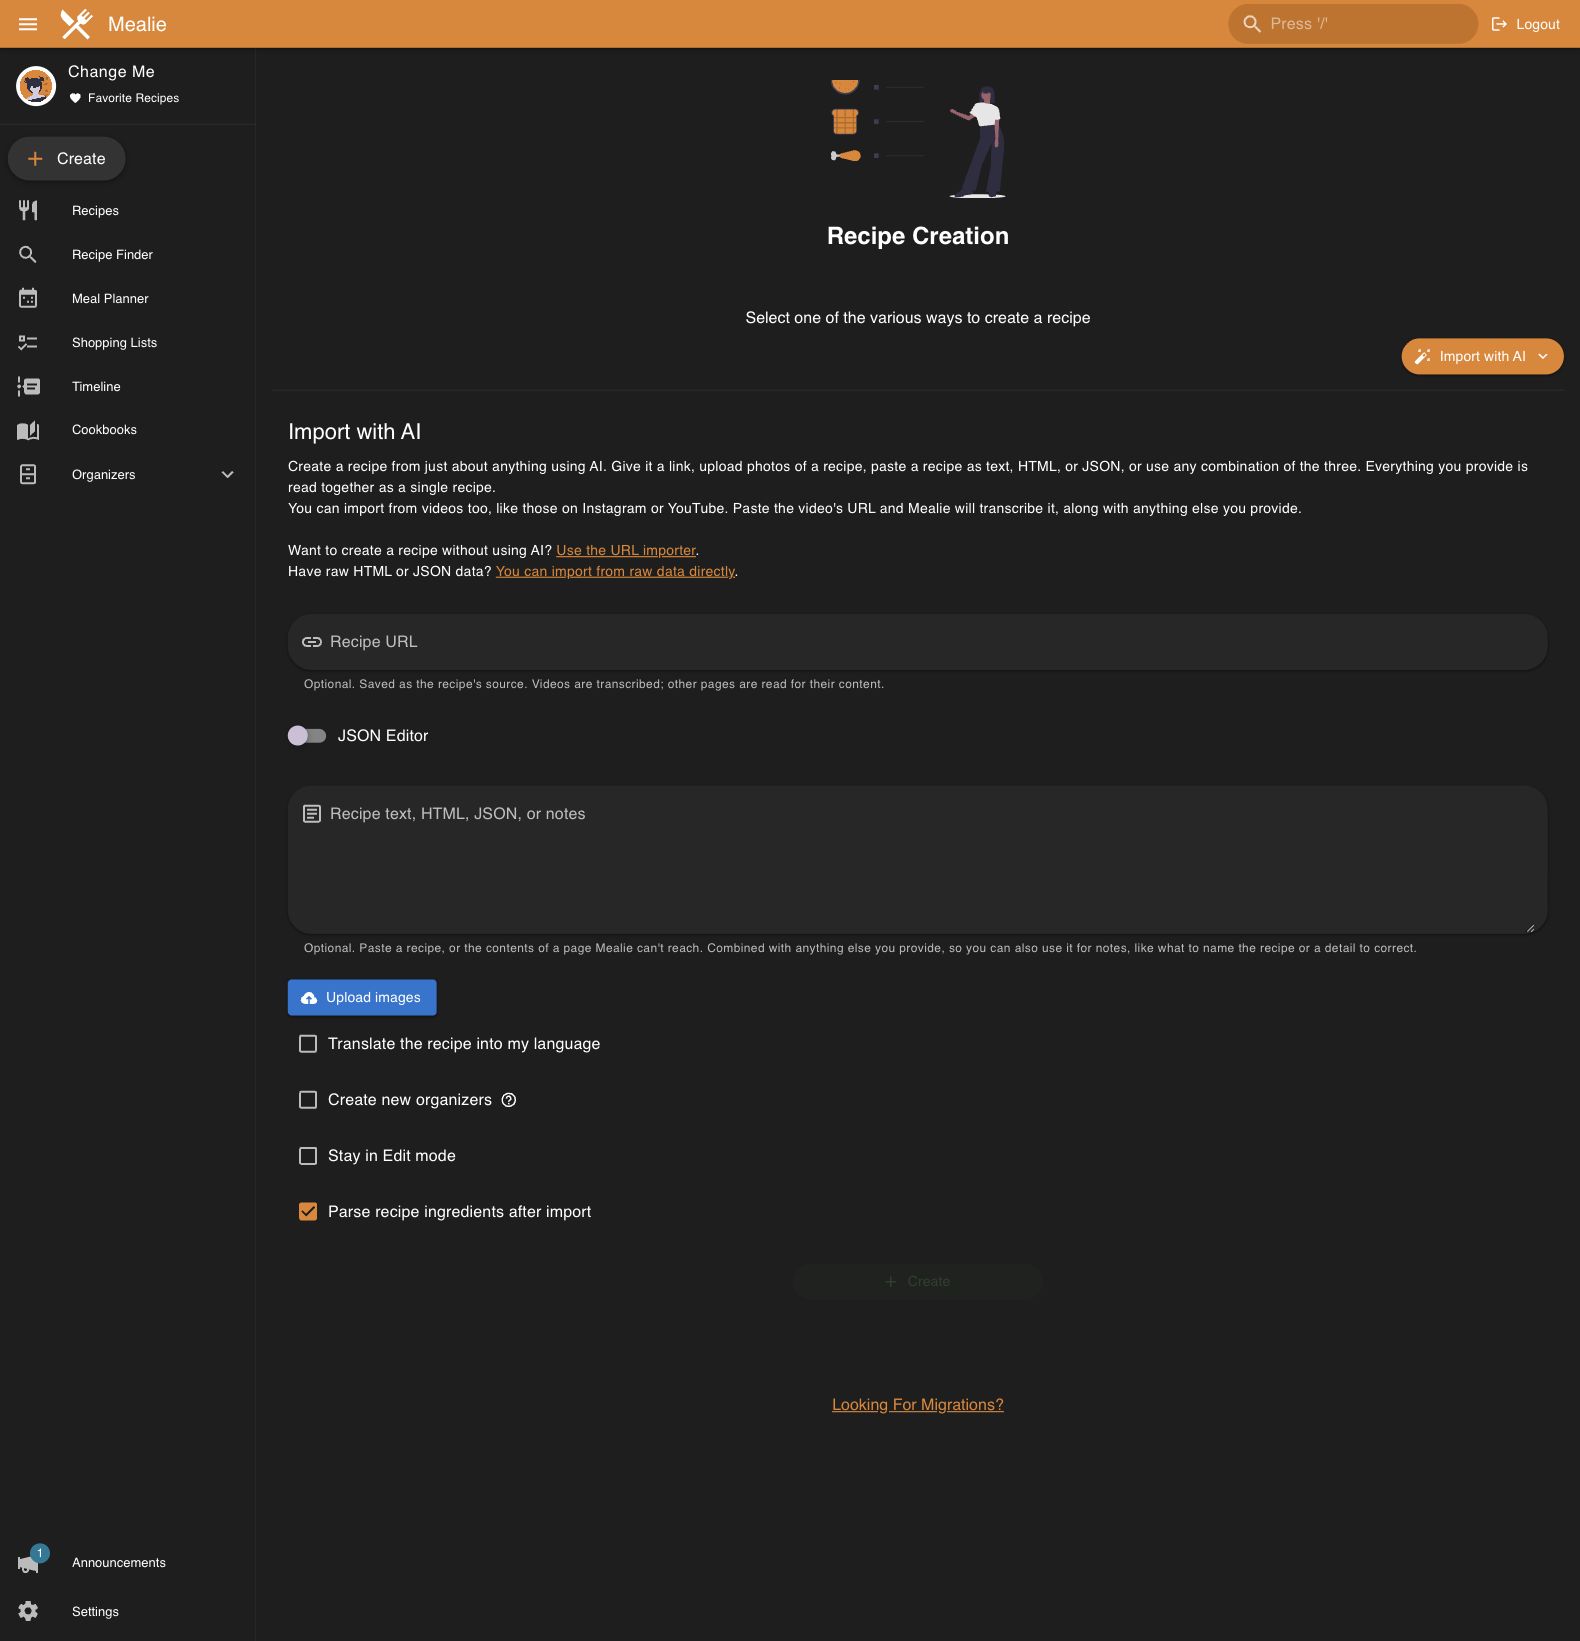 Mealie
Press '/'
Logout
Change Me
Favorite Recipes
Create
Recipes
Recipe Finder
Meal Planner
Shopping Lists
Timeline
Cookbooks
Organizers
Recipe Creation
Select one of the various ways to create a recipe
Import with AI
Import with AI
Create a recipe from just about anything using AI. Give it a link, upload photos of a recipe, paste a recipe as text, HTML, or JSON, or use any combination of the three. Everything you provide is
read together as a single recipe.
You can import from videos too, like those on Instagram or YouTube. Paste the video's URL and Mealie will transcribe it, along with anything else you provide.
Want to create a recipe without using AI? Use the URL importer.
Have raw HTML or JSON data? You can import from raw data directly.
Recipe URL
Optional. Saved as the recipe's source. Videos are transcribed; other pages are read for their content.
JSON Editor
Recipe text, HTML, JSON, or notes
Optional. Paste a recipe, or the contents of a page Mealie can't reach. Combined with anything else you provide, so you can also use it for notes, like what to name the recipe or a detail to correct.
Upload images
Translate the recipe into my language
Create new organizers
Stay in Edit mode
Parse recipe ingredients after import
Create
Looking For Migrations?
1
Announcements
Settings